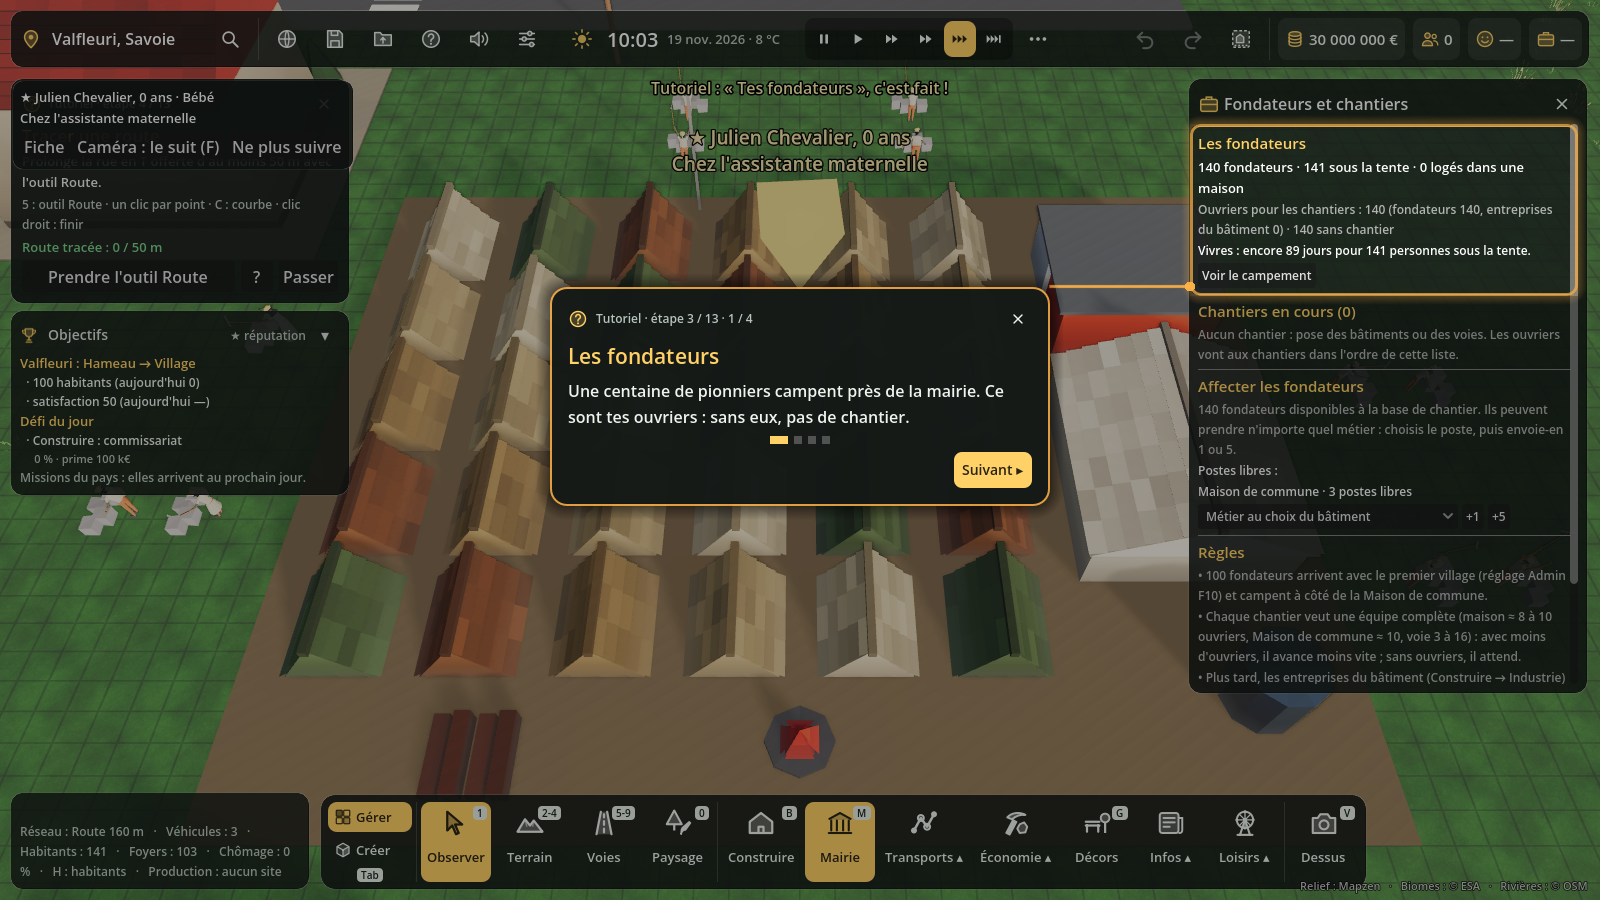 Valfleuri, Savoie
10:03 19 nov. 2026 · 8 °C
30 000 000 €
0
—
—
★ Julien Chevalier, 0 ans · Bébé
Chez l'assistante maternelle
Fiche Caméra : le suit (F) Ne plus suivre
l'outil Route.
5 : outil Route · un clic par point · C : courbe · clic
droit : finir
Route tracée : 0 / 50 m
Prendre l'outil Route ? Passer
Objectifs ★ réputation ▼
Valfleuri : Hameau → Village
· 100 habitants (aujourd'hui 0)
· satisfaction 50 (aujourd'hui —)
Défi du jour
· Construire : commissariat
0 % · prime 100 k€
Missions du pays : elles arrivent au prochain jour.
Tutoriel : « Tes fondateurs », c'est fait !
★ Julien Chevalier, 0 ans
Chez l'assistante maternelle
Tutoriel · étape 3 / 13 · 1 / 4
Les fondateurs
Une centaine de pionniers campent près de la mairie. Ce
sont tes ouvriers : sans eux, pas de chantier.
Suivant ▸
Fondateurs et chantiers
Les fondateurs
140 fondateurs · 141 sous la tente · 0 logés dans une
maison
Ouvriers pour les chantiers : 140 (fondateurs 140, entreprises
du bâtiment 0) · 140 sans chantier
Vivres : encore 89 jours pour 141 personnes sous la tente.
Voir le campement
Chantiers en cours (0)
Aucun chantier : pose des bâtiments ou des voies. Les ouvriers
vont aux chantiers dans l'ordre de cette liste.
Affecter les fondateurs
140 fondateurs disponibles à la base de chantier. Ils peuvent
prendre n'importe quel métier : choisis le poste, puis envoie-en
1 ou 5.
Postes libres :
Maison de commune · 3 postes libres
Métier au choix du bâtiment +1 +5
Règles
• 100 fondateurs arrivent avec le premier village (réglage Admin
F10) et campent à côté de la Maison de commune.
• Chaque chantier veut une équipe complète (maison ≈ 8 à 10
ouvriers, Maison de commune ≈ 10, voie 3 à 16) : avec moins
d'ouvriers, il avance moins vite ; sans ouvriers, il attend.
• Plus tard, les entreprises du bâtiment (Construire → Industrie)
Réseau : Route 160 m · Véhicules : 3 ·
Habitants : 141 · Foyers : 103 · Chômage : 0
% · H : habitants · Production : aucun site
Gérer
Créer
Tab
1 Observer
2-4 Terrain
5-9 Voies
0 Paysage
B Construire
M Mairie
Transports ▴
Économie ▴
G Décors
Infos ▴
Loisirs ▴
V Dessus
Relief : Mapzen · Biomes : © ESA · Rivières : © OSM